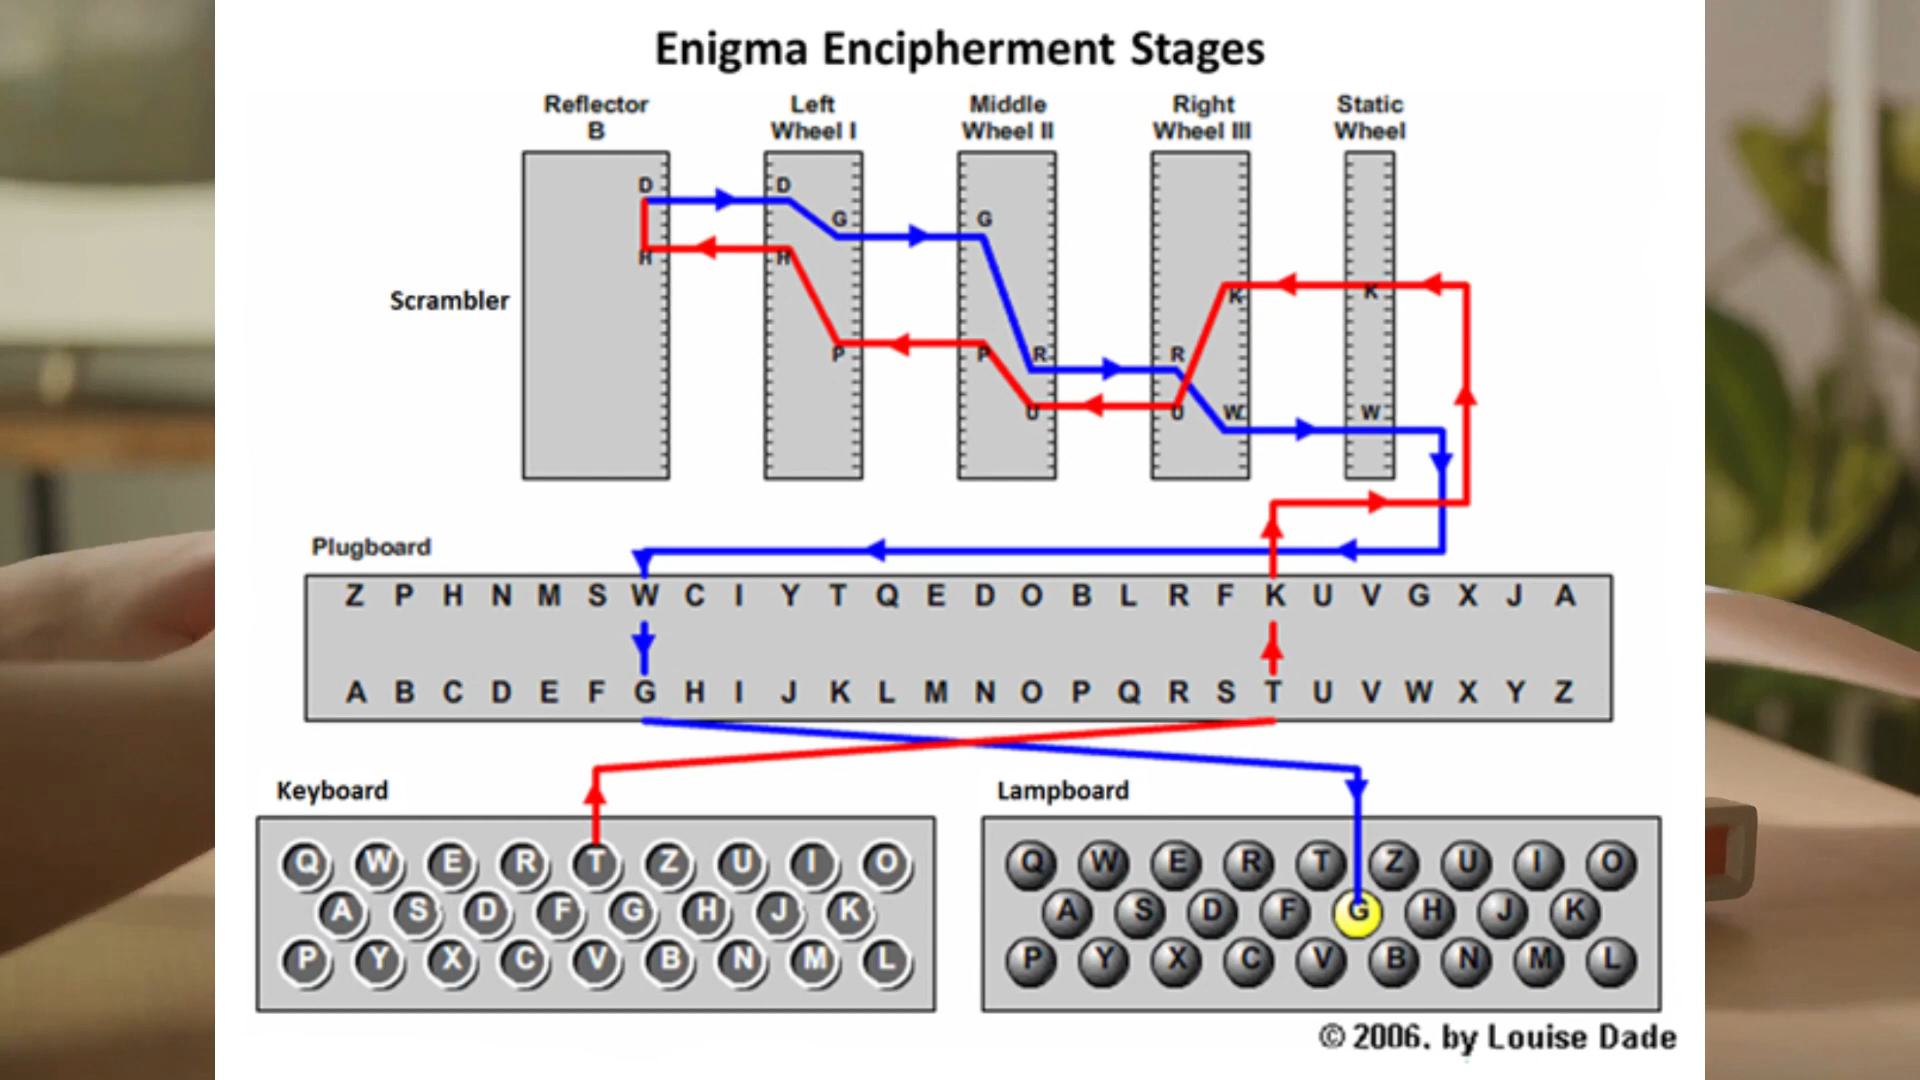 Enigma Encipherment Stages
Reflector B
Left Wheel I
Middle Wheel II
Right Wheel III
Static Wheel
D D
G G
H H
K K
P P R R
U U W W
Scrambler
Plugboard
Z P H N M S W C I Y T Q E D O B L R F K U V G X J A
A B C D E F G H I J K L M N O P Q R S T U V W X Y Z
Keyboard
Q W E R T Z U I O
A S D F G H J K
P Y X C V B N M L
Lampboard
Q W E R T Z U I O
A S D F G H J K
P Y X C V B N M L
© 2006. by Louise Dade